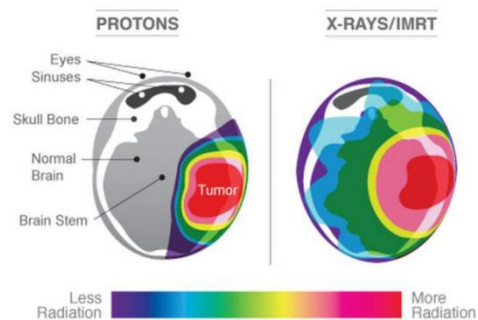 PROTONS
X-RAYS/IMRT
Eyes
Sinuses
Skull Bone
Normal
Brain
Brain Stem
Tumor
Less
Radiation
More
Radiation